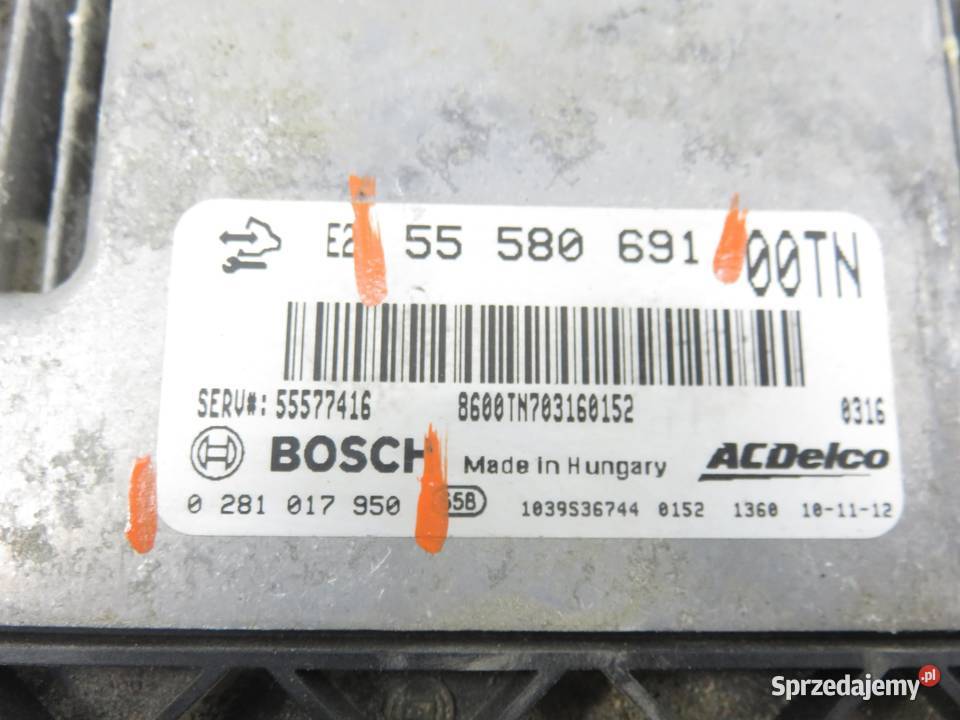 E2 55 580 691 00TN
SERV#: 55577416 8600TN703160152 0316
BOSCH Made in Hungary ACDelco
0 281 017 950 1039S36744 0152 1360 10-11-12
Sprzedajemy.pl